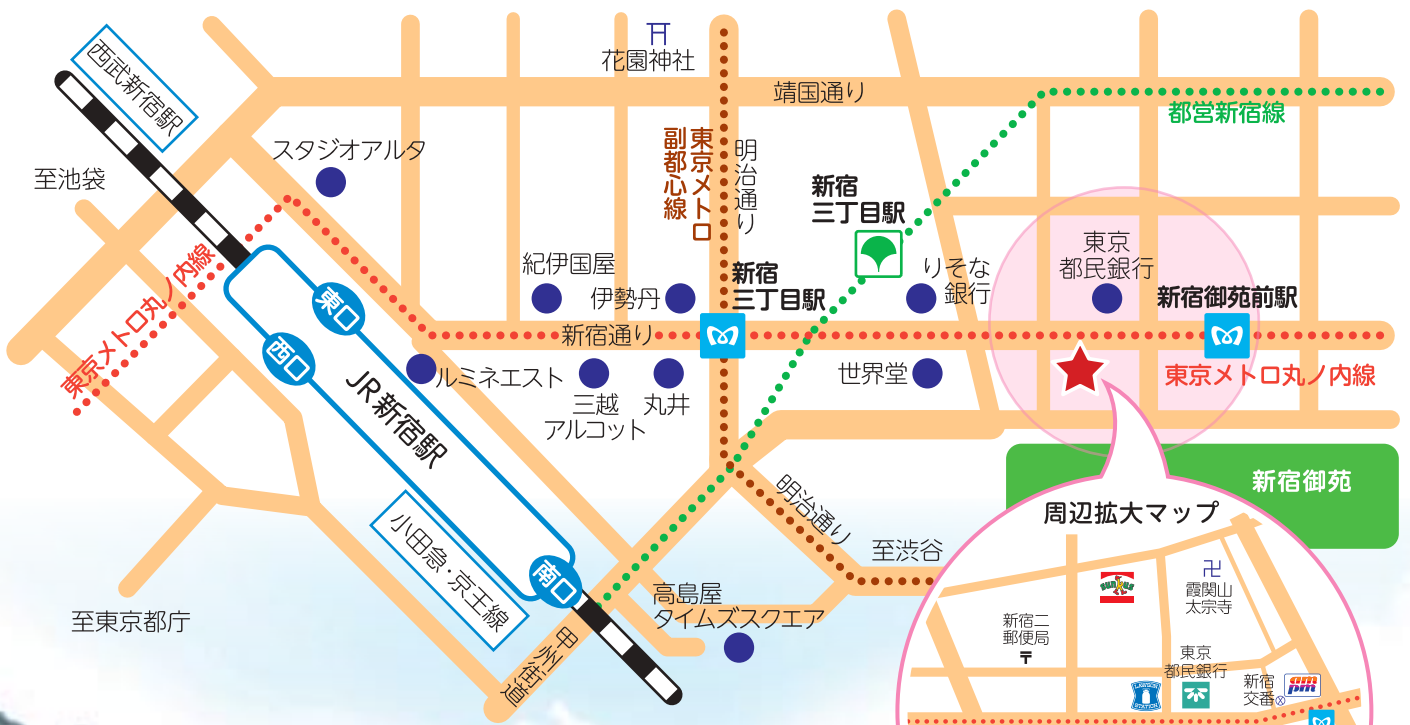 西武新宿駅
花園神社
靖国通り
都営新宿線
スタジオアルタ
至池袋
東京メトロ
副都心線
明治通り
新宿
三丁目駅
東京メトロ丸ノ内線
東口
西口
JR新宿駅
南口
小田急・京王線
紀伊国屋
伊勢丹
新宿
三丁目駅
りそな
銀行
東京
都民銀行
新宿御苑前駅
新宿通り
ルミネエスト
三越
アルコット
丸井
世界堂
東京メトロ丸ノ内線
新宿御苑
明治通り
至渋谷
至東京都庁
高島屋
タイムズスクエア
甲州街道
周辺拡大マップ
sunkus
卍
霞関山
太宗寺
新宿二
郵便局
〒
東京
都民銀行
LAWSON
STATION
新宿
交番
am
pm